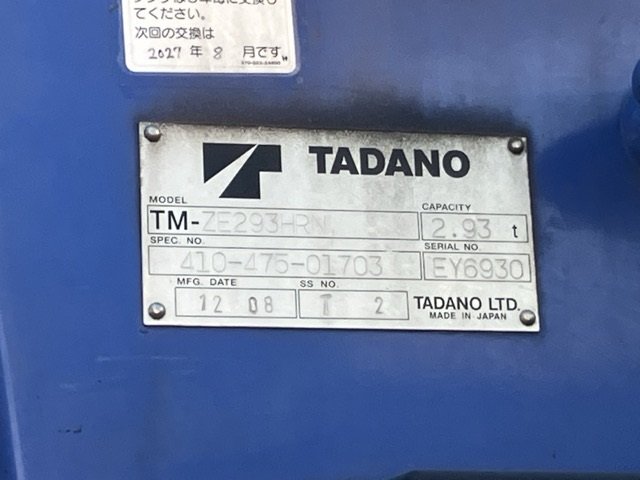 てください。
次回の交換は
2027 年 8 月です。
TADANO
MODEL
TM-ZE293HRN
CAPACITY
2.93 t
SPEC. NO.
410-475-01703
SERIAL NO.
EY6930
MFG. DATE
12 08
SS NO.
T 2
TADANO LTD.
MADE IN JAPAN